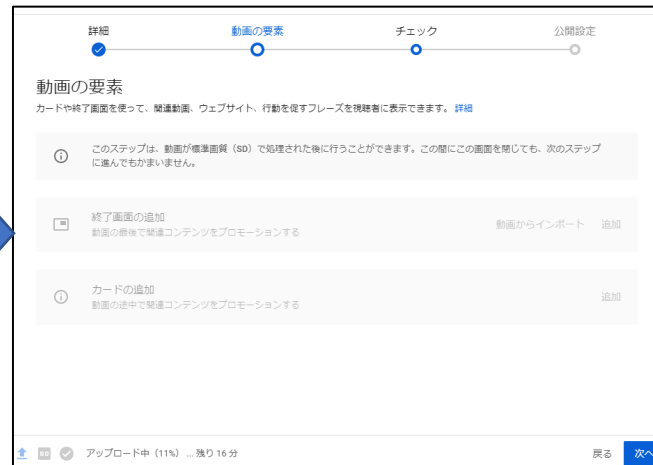 詳細 動画の要素 チェック 公開設定
動画の要素
カードや終了画面を使って、関連動画、ウェブサイト、行動を促すフレーズを視聴者に表示できます。 詳細
このステップは、動画が標準画質（SD）で処理された後に行うことができます。この間にこの画面を閉じても、次のステップ
に進んでもかまいません。
終了画面の追加
動画の最後で関連コンテンツをプロモーションする
動画からインポート 追加
カードの追加
動画の途中で関連コンテンツをプロモーションする
追加
SD アップロード中（11%）... 残り 16 分 戻る 次へ